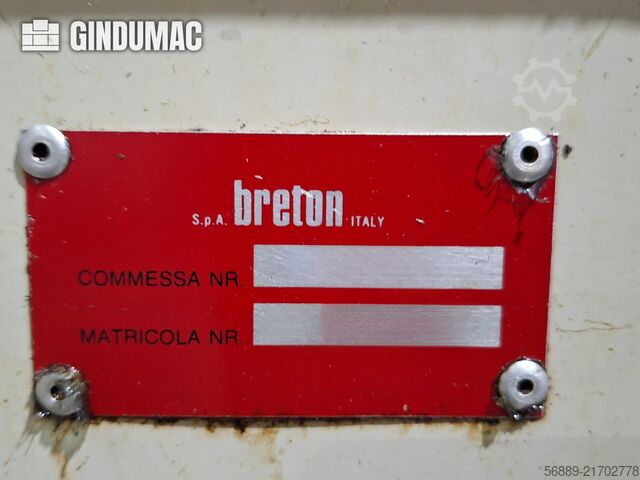 GINDUMAC
S.p.A. breton ITALY
COMMESSA NR.
MATRICOLA NR.
56889-21702778